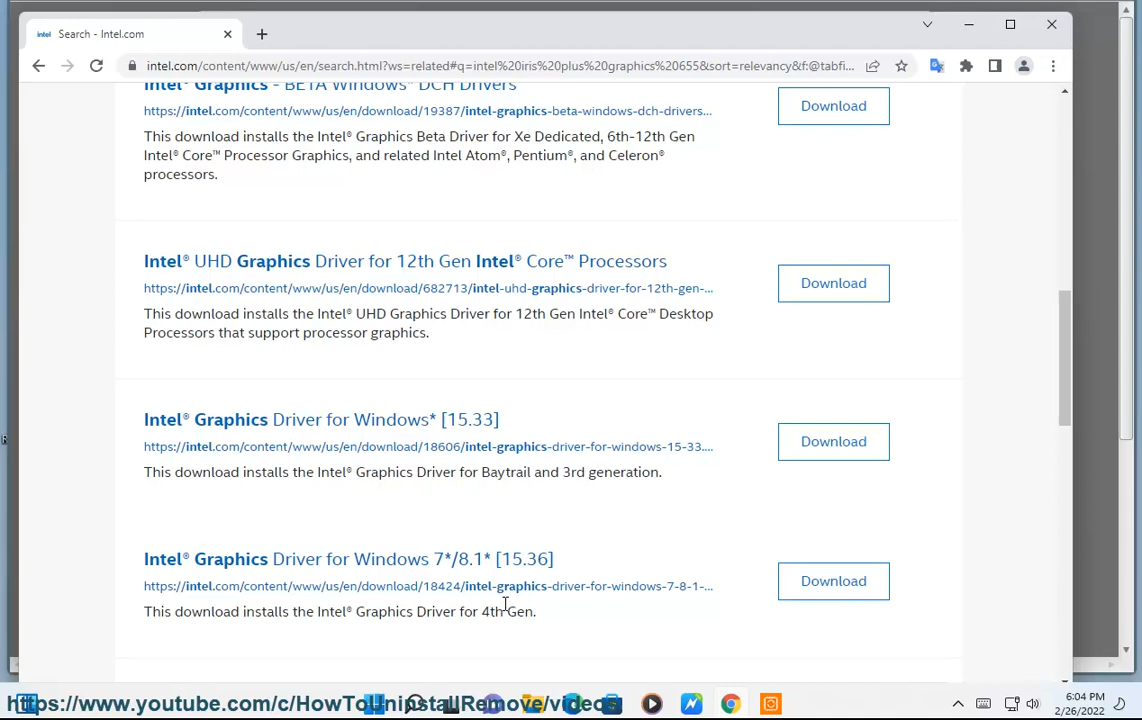 intel Search - Intel.com
intel.com/content/www/us/en/search.html?ws=related#q=intel%20iris%20plus%20graphics%20655&sort=relevancy&f:@tabfi...
Intel® Graphics - BETA Windows* DCH Drivers
https://intel.com/content/www/us/en/download/19387/intel-graphics-beta-windows-dch-drivers...
Download
This download installs the Intel® Graphics Beta Driver for Xe Dedicated, 6th-12th Gen
Intel® Core™ Processor Graphics, and related Intel Atom®, Pentium®, and Celeron®
processors.
Intel® UHD Graphics Driver for 12th Gen Intel® Core™ Processors
https://intel.com/content/www/us/en/download/682713/intel-uhd-graphics-driver-for-12th-gen-...
Download
This download installs the Intel® UHD Graphics Driver for 12th Gen Intel® Core™ Desktop
Processors that support processor graphics.
Intel® Graphics Driver for Windows* [15.33]
https://intel.com/content/www/us/en/download/18606/intel-graphics-driver-for-windows-15-33....
Download
This download installs the Intel® Graphics Driver for Baytrail and 3rd generation.
Intel® Graphics Driver for Windows 7*/8.1* [15.36]
https://intel.com/content/www/us/en/download/18424/intel-graphics-driver-for-windows-7-8-1-...
Download
This download installs the Intel® Graphics Driver for 4th Gen.
https://www.youtube.com/c/HowToUninstallRemove/videos
6:04 PM
2/26/2022